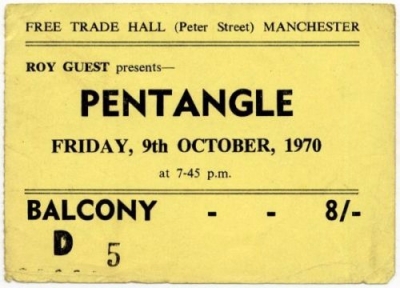 FREE TRADE HALL (Peter Street) MANCHESTER
ROY GUEST presents—
PENTANGLE
FRIDAY, 9th OCTOBER, 1970
at 7-45 p.m.
BALCONY - - 8/-
D 5